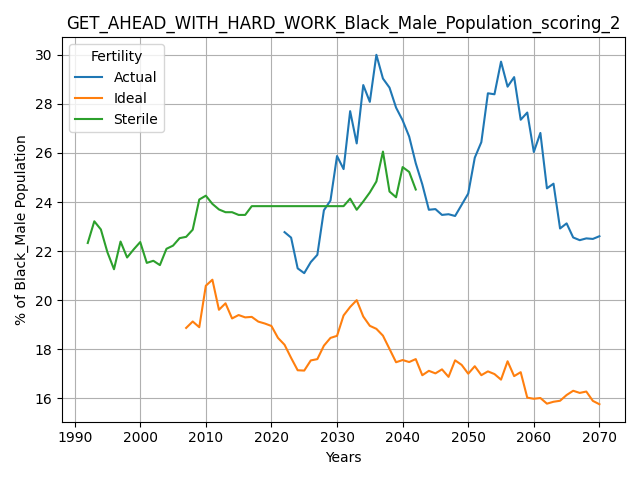 GET_AHEAD_WITH_HARD_WORK_Black_Male_Population_scoring_2
Fertility
Actual
Ideal
Sterile
% of Black_Male Population
30
28
26
24
22
20
18
16
1990 2000 2010 2020 2030 2040 2050 2060 2070
Years